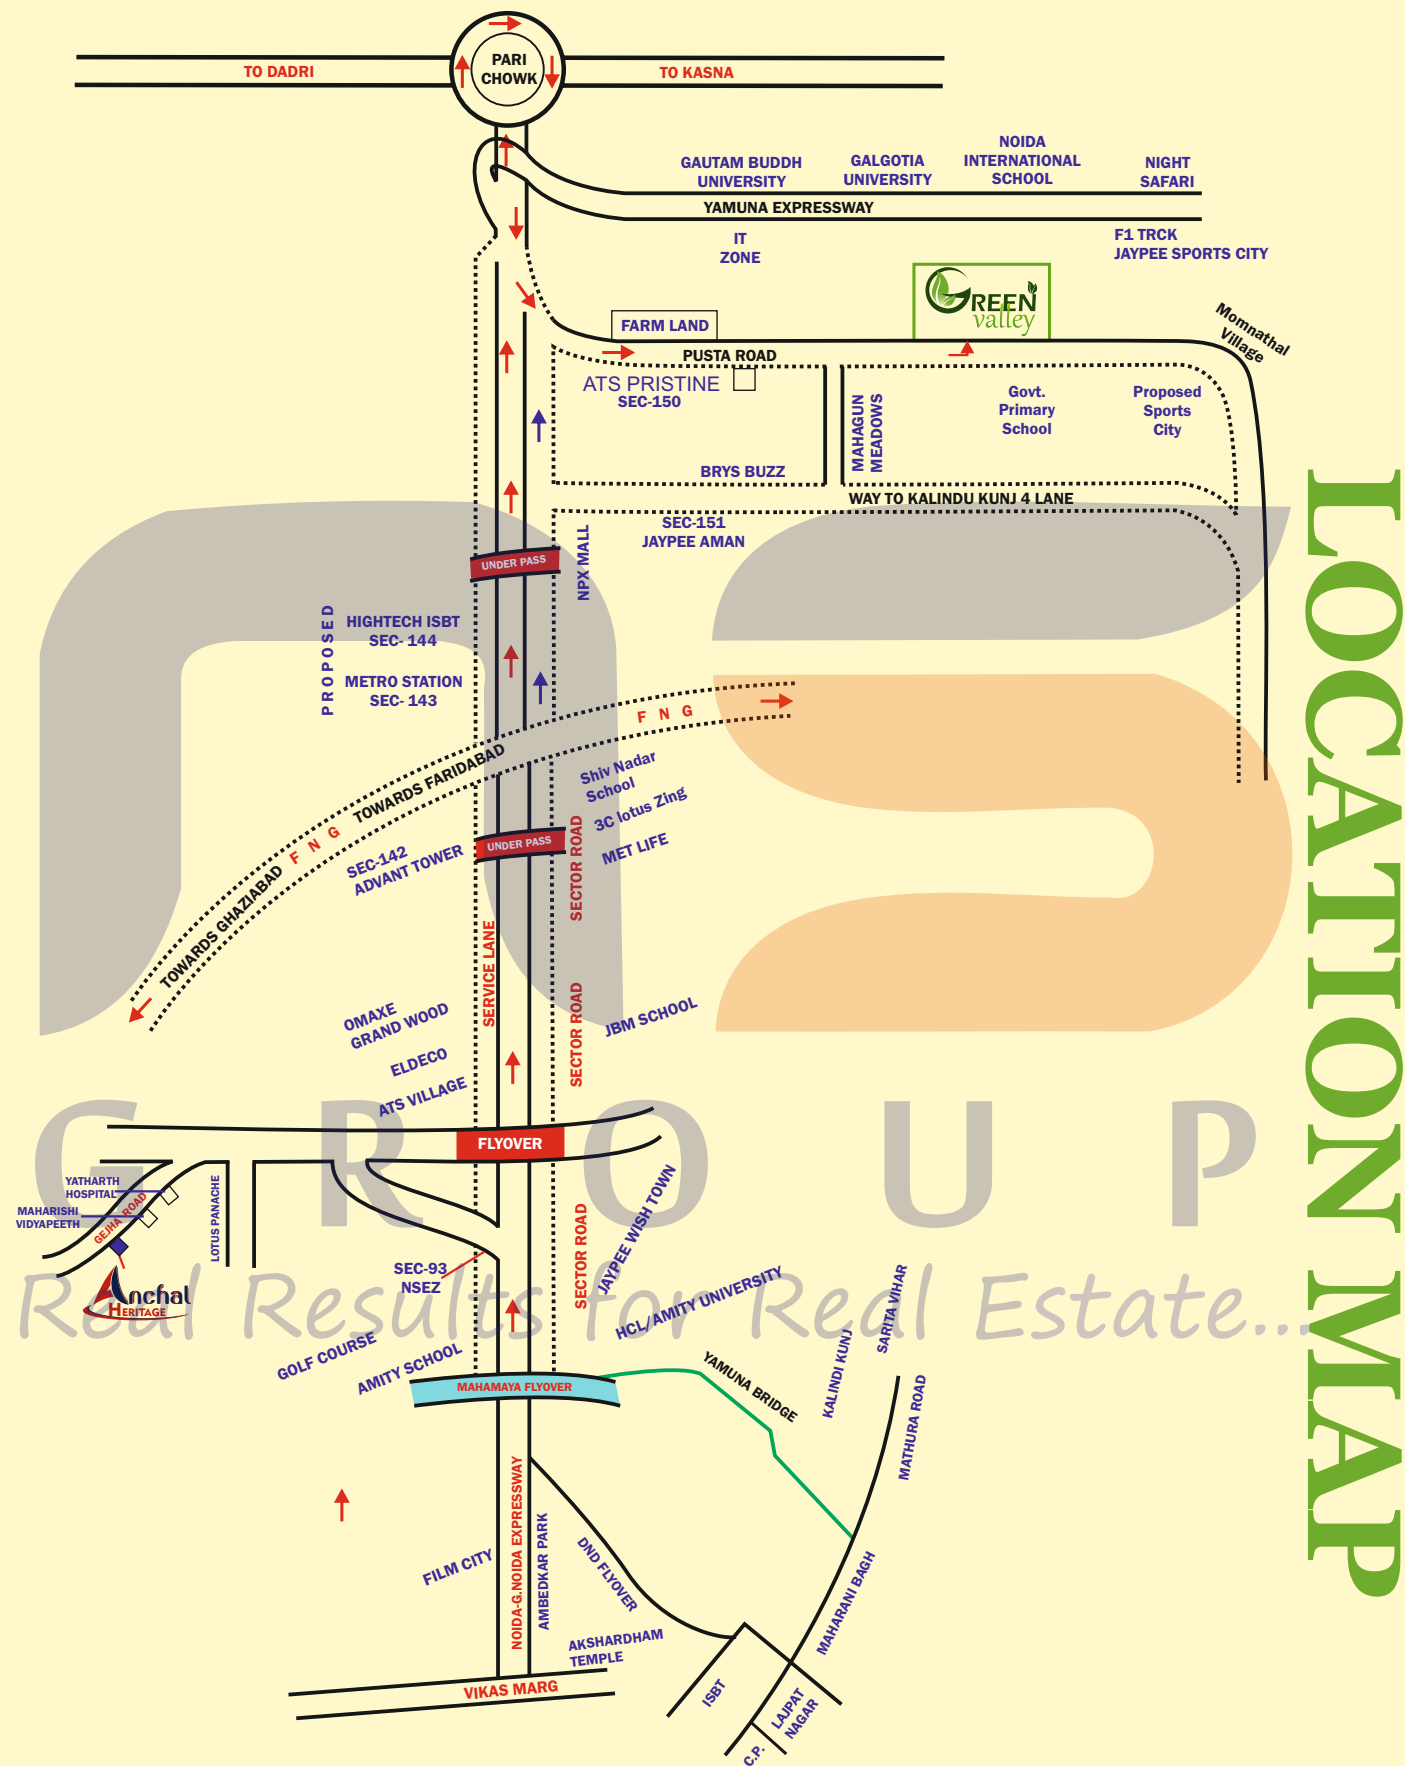 PARI
CHOWK
TO DADRI
TO KASNA
GAUTAM BUDDH
UNIVERSITY
GALGOTIA
UNIVERSITY
NOIDA
INTERNATIONAL
SCHOOL
NIGHT
SAFARI
YAMUNA EXPRESSWAY
IT
ZONE
F1 TRCK
JAYPEE SPORTS CITY
GREEN
valley
FARM LAND
Momnathal
Village
PUSTA ROAD
ATS PRISTINE
SEC-150
MAHAGUN
MEADOWS
Govt.
Primary
School
Proposed
Sports
City
BRYS BUZZ
WAY TO KALINDU KUNJ 4 LANE
SEC-151
JAYPEE AMAN
NPX MALL
UNDER PASS
PROPOSED
HIGHTECH ISBT
SEC- 144
METRO STATION
SEC- 143
F N G
TOWARDS FARIDABAD
F N G
TOWARDS GHAZIABAD
Shiv Nadar
School
3C lotus Zing
MET LIFE
SEC-142
ADVANT TOWER
UNDER PASS
SECTOR ROAD
SERVICE LANE
SECTOR ROAD
OMAXE
GRAND WOOD
JBM SCHOOL
ELDECO
ATS VILLAGE
GROUP
FLYOVER
YATHARTH
HOSPITAL
MAHARISHI
VIDYAPEETH
GEJHA ROAD
LOTUS PANACHE
Anchal
HERITAGE
SEC-93
NSEZ
SECTOR ROAD
JAYPEE WISH TOWN
HCL/AMITY UNIVERSITY
Real Results for Real Estate...
GOLF COURSE
AMITY SCHOOL
MAHAMAYA FLYOVER
YAMUNA BRIDGE
KALINDI KUNJ
SARITA VIHAR
MATHURA ROAD
NOIDA-G.NOIDA EXPRESSWAY
AMBEDKAR PARK
FILM CITY
DND FLYOVER
MAHARANI BAGH
AKSHARDHAM
TEMPLE
VIKAS MARG
ISBT
LAJPAT
NAGAR
C.P.
LOCATION MAP